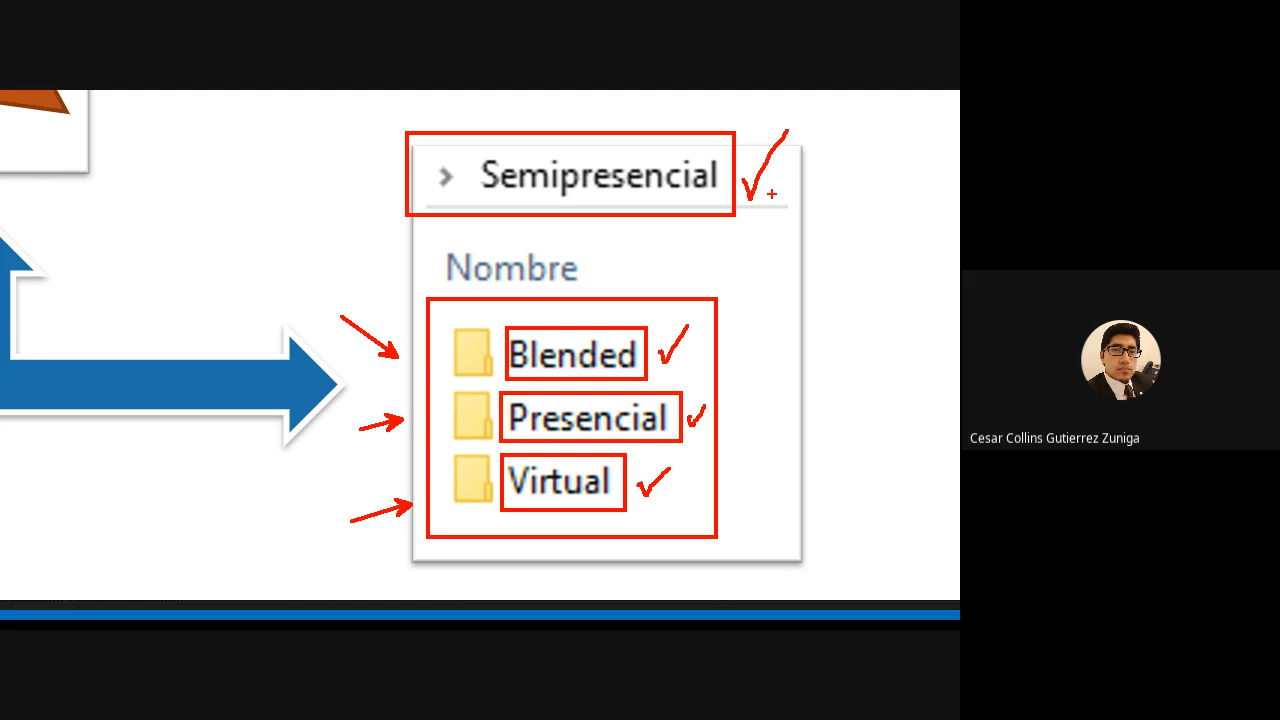 Semipresencial
Nombre
Blended
Presencial
Virtual
Cesar Collins Gutierrez Zuniga